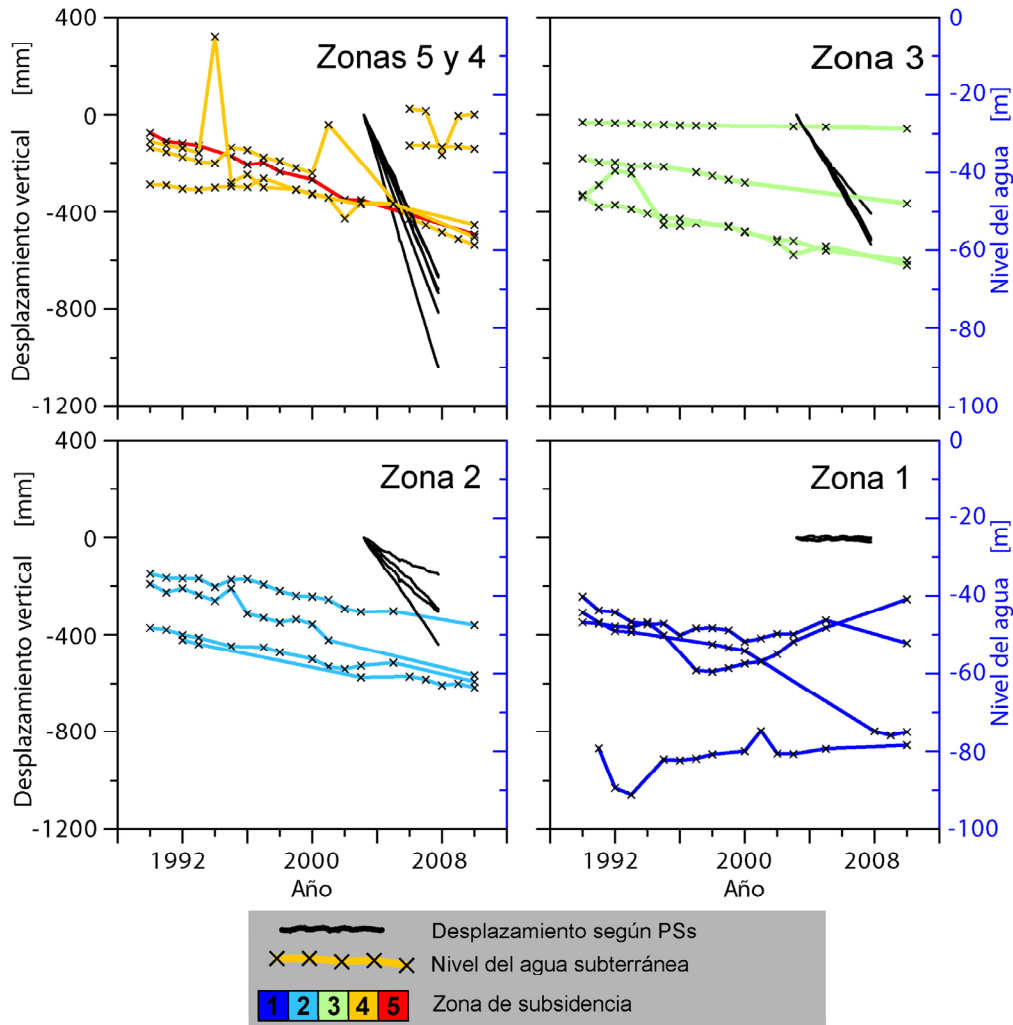 400
0
-400
-800
-1200
Desplazamiento vertical [mm]
Zonas 5 y 4
Zona 3
0
-20
-40
-60
-80
-100
Nivel del agua [m]
400
0
-400
-800
-1200
Desplazamiento vertical [mm]
Zona 2
Zona 1
0
-20
-40
-60
-80
-100
Nivel del agua [m]
1992 2000 2008
Año
1992 2000 2008
Año
Desplazamiento según PSs
Nivel del agua subterránea
1 2 3 4 5 Zona de subsidencia